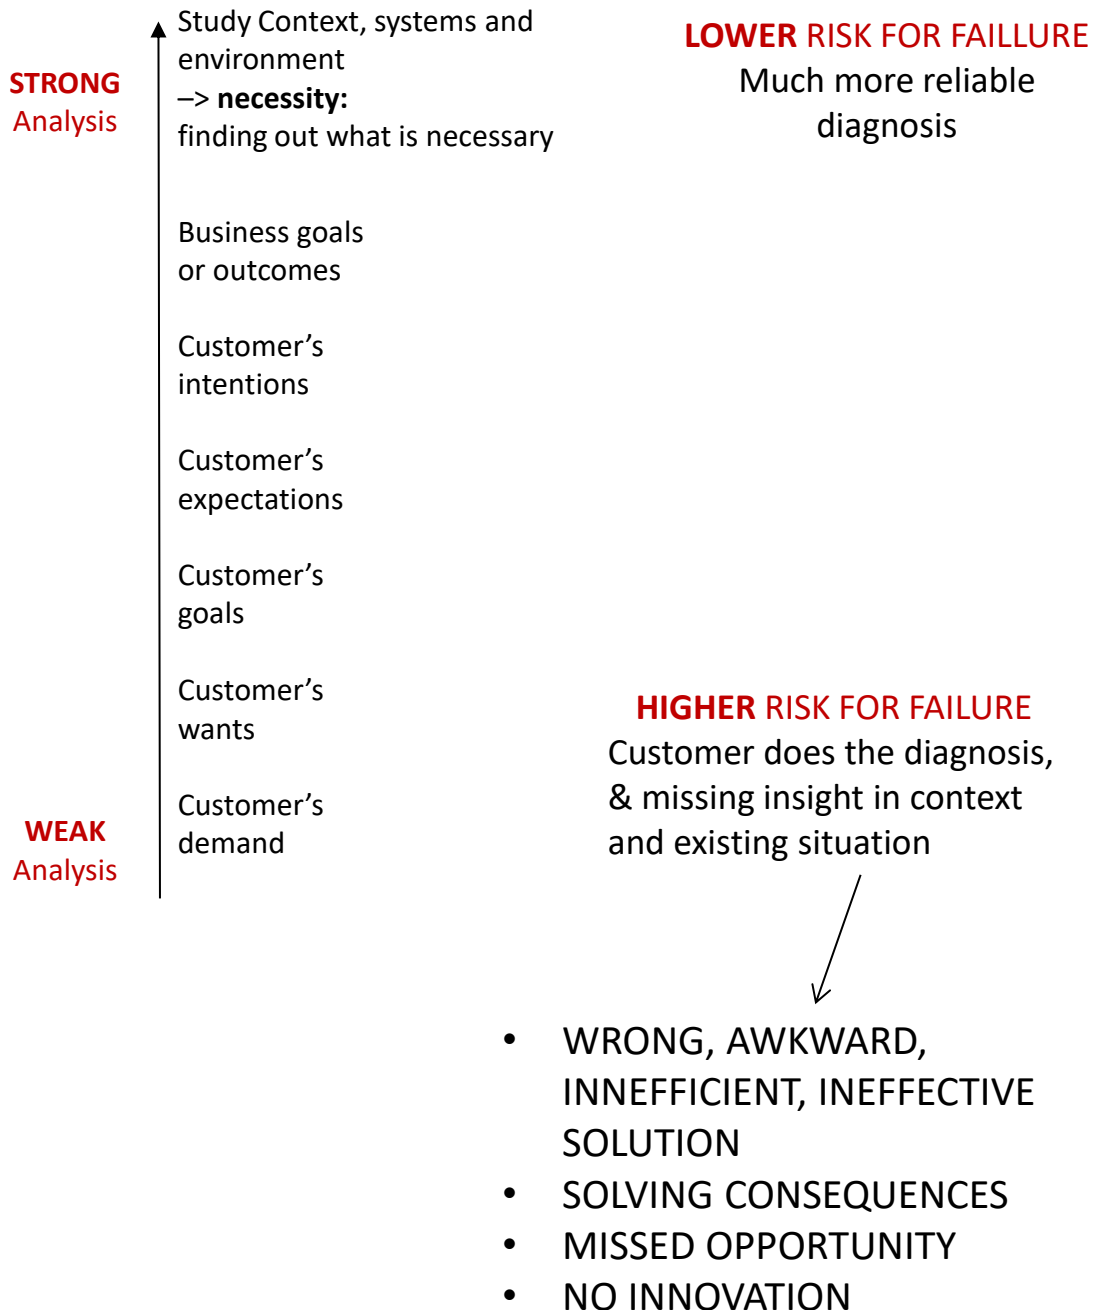 STRONG
Analysis
Study Context, systems and
environment
–> necessity:
finding out what is necessary
LOWER RISK FOR FAILLURE
Much more reliable
diagnosis
Business goals
or outcomes
Customer’s
intentions
Customer’s
expectations
Customer’s
goals
Customer’s
wants
Customer’s
demand
WEAK
Analysis
HIGHER RISK FOR FAILURE
Customer does the diagnosis,
& missing insight in context
and existing situation
• WRONG, AWKWARD,
INNEFFICIENT, INEFFECTIVE
SOLUTION
• SOLVING CONSEQUENCES
• MISSED OPPORTUNITY
• NO INNOVATION